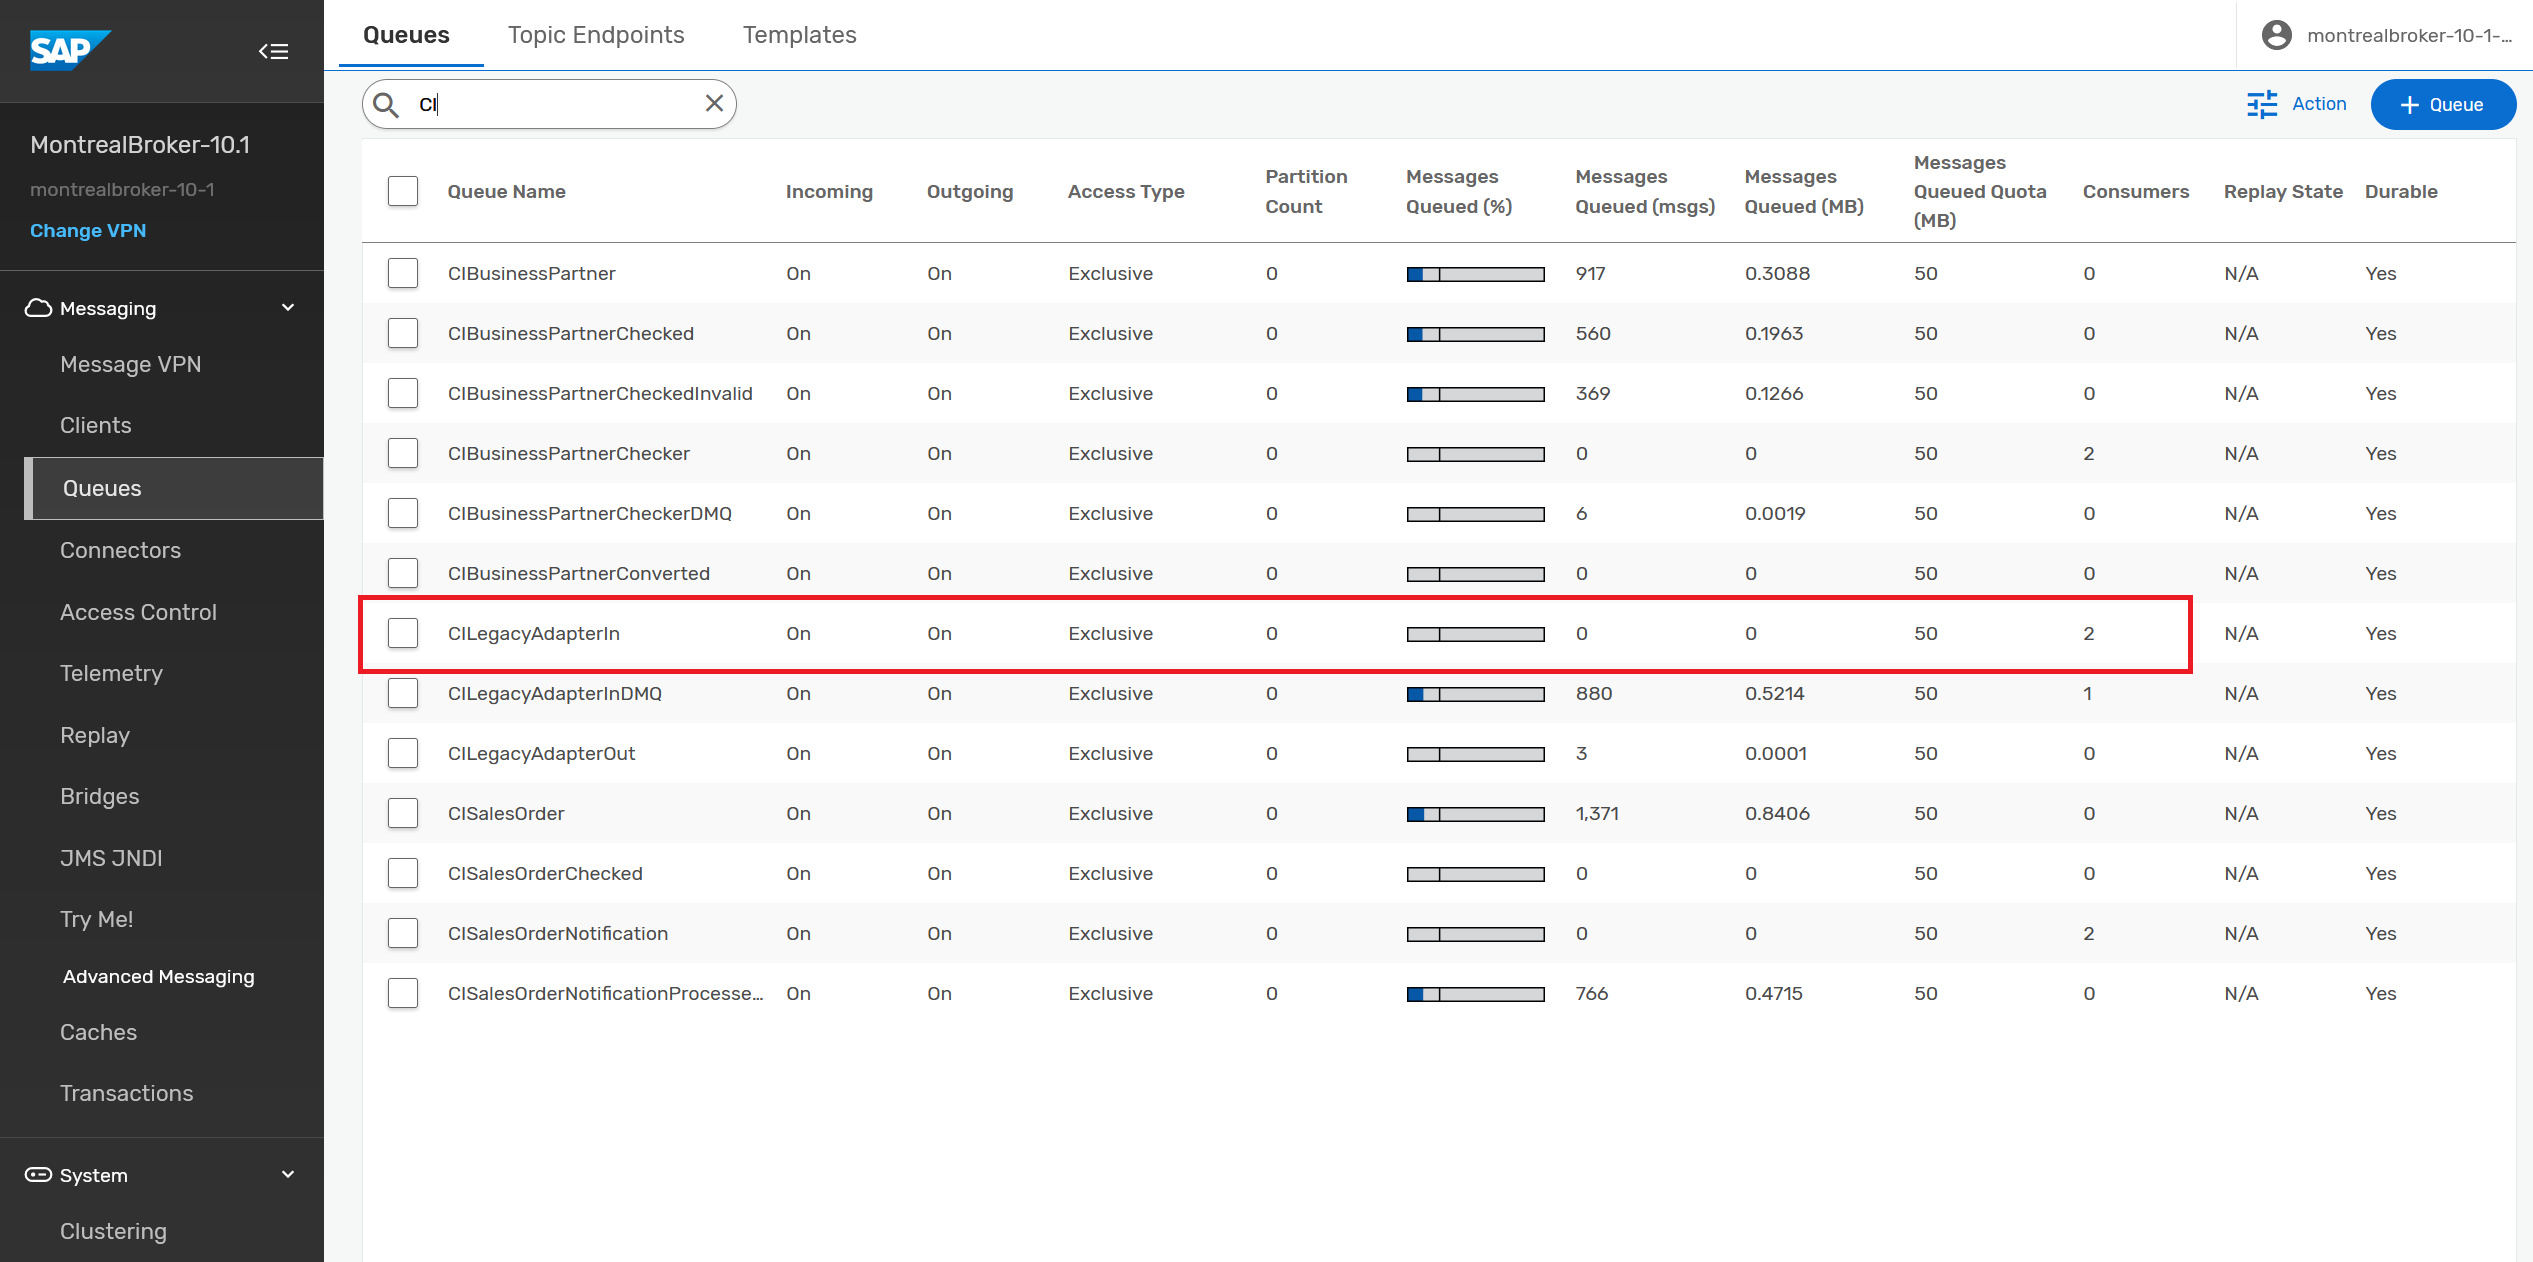 SAP
MontrealBroker-10.1
montrealbroker-10-1
Change VPN
Messaging
Message VPN
Clients
Queues
Connectors
Access Control
Telemetry
Replay
Bridges
JMS JNDI
Try Me!
Advanced Messaging
Caches
Transactions
System
Clustering
Queues Topic Endpoints Templates
montrealbroker-10-1-...
CI
Action
+ Queue
Queue Name Incoming Outgoing Access Type Partition Count Messages Queued (%) Messages Queued (msgs) Messages Queued (MB) Messages Queued Quota (MB) Consumers Replay State Durable
CIBusinessPartner On On Exclusive 0 917 0.3088 50 0 N/A Yes
CIBusinessPartnerChecked On On Exclusive 0 560 0.1963 50 0 N/A Yes
CIBusinessPartnerCheckedInvalid On On Exclusive 0 369 0.1266 50 0 N/A Yes
CIBusinessPartnerChecker On On Exclusive 0 0 0 50 2 N/A Yes
CIBusinessPartnerCheckerDMQ On On Exclusive 0 6 0.0019 50 0 N/A Yes
CIBusinessPartnerConverted On On Exclusive 0 0 0 50 0 N/A Yes
CILegacyAdapterIn On On Exclusive 0 0 0 50 2 N/A Yes
CILegacyAdapterInDMQ On On Exclusive 0 880 0.5214 50 1 N/A Yes
CILegacyAdapterOut On On Exclusive 0 3 0.0001 50 0 N/A Yes
CISalesOrder On On Exclusive 0 1,371 0.8406 50 0 N/A Yes
CISalesOrderChecked On On Exclusive 0 0 0 50 0 N/A Yes
CISalesOrderNotification On On Exclusive 0 0 0 50 2 N/A Yes
CISalesOrderNotificationProcesse... On On Exclusive 0 766 0.4715 50 0 N/A Yes